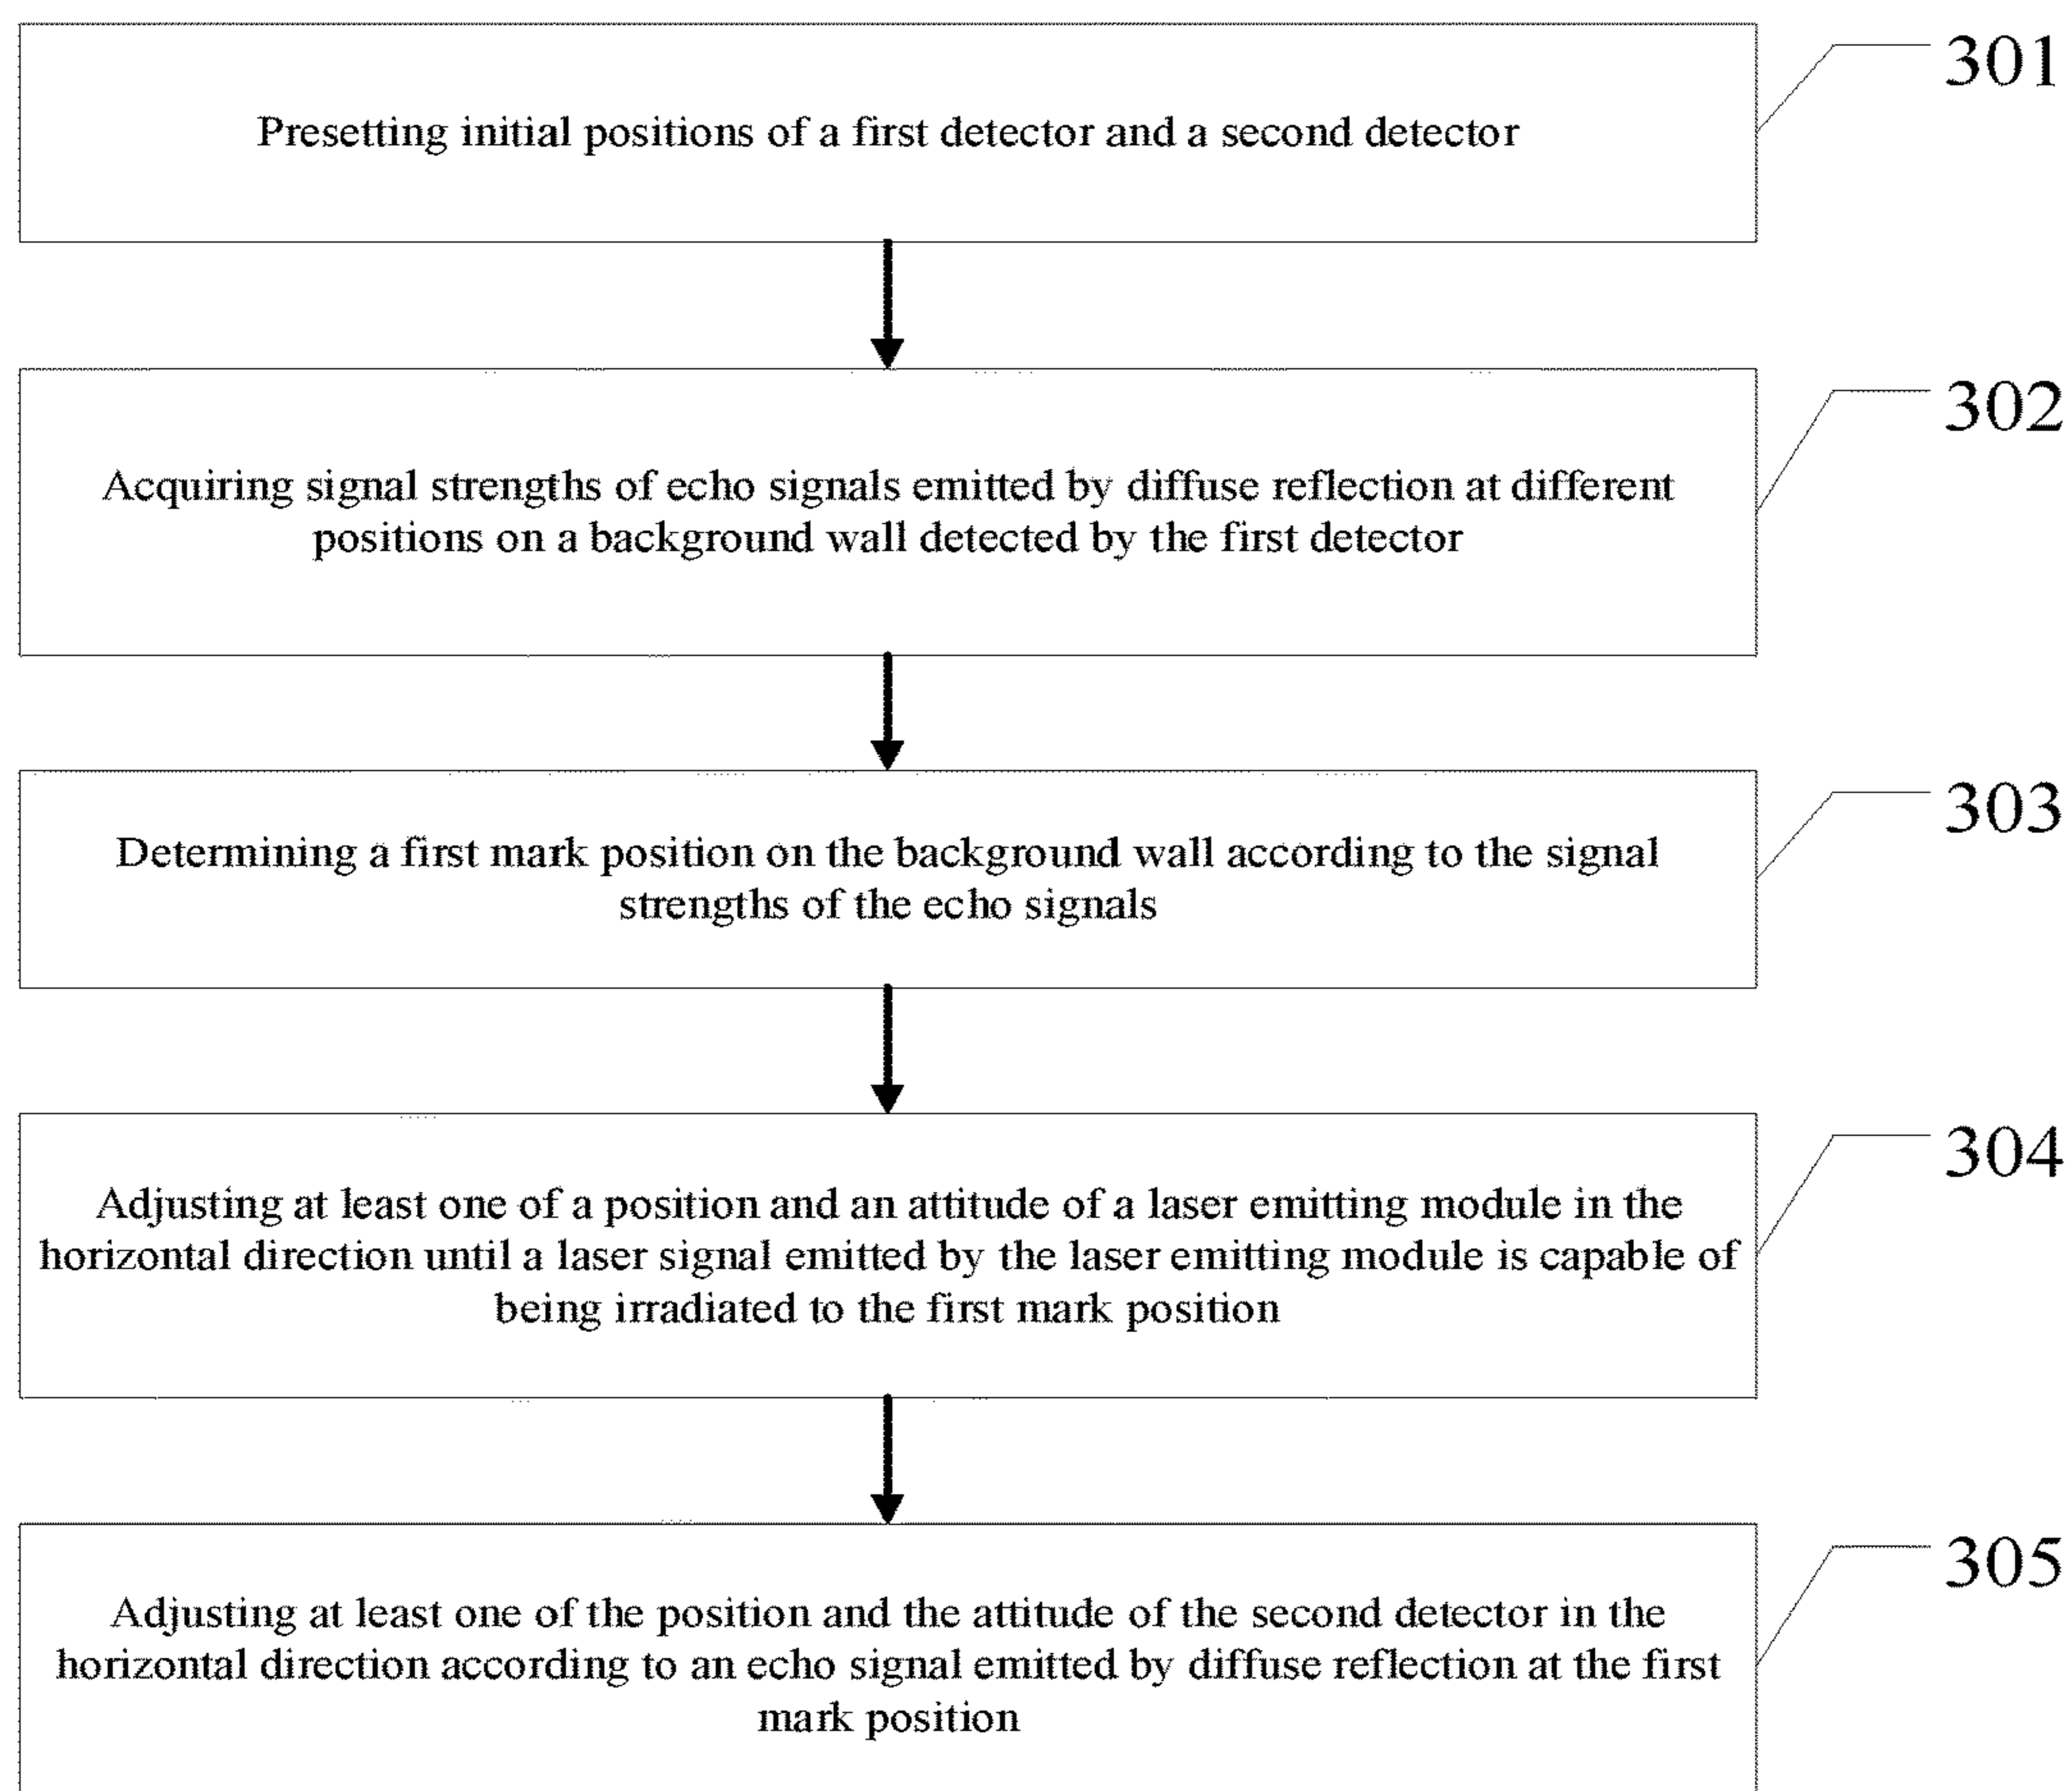 301
Presetting initial positions of a first detector and a second detector
302
Acquiring signal strengths of echo signals emitted by diffuse reflection at different
positions on a background wall detected by the first detector
303
Determining a first mark position on the background wall according to the signal
strengths of the echo signals
304
Adjusting at least one of a position and an attitude of a laser emitting module in the
horizontal direction until a laser signal emitted by the laser emitting module is capable of
being irradiated to the first mark position
305
Adjusting at least one of the position and the attitude of the second detector in the
horizontal direction according to an echo signal emitted by diffuse reflection at the first
mark position